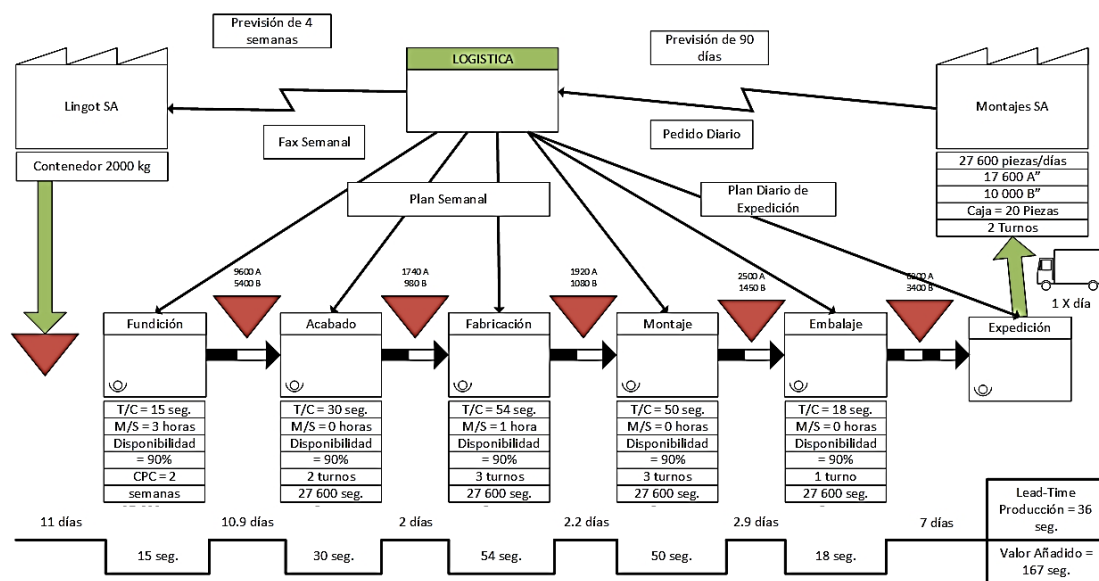 Previsión de 4
semanas
LOGISTICA
Previsión de 90
días
Lingot SA
Montajes SA
Fax Semanal
Pedido Diario
Contenedor 2000 kg
27 600 piezas/días
17 600 A”
10 000 B”
Caja = 20 Piezas
2 Turnos
Plan Semanal
Plan Diario de
Expedición
1 X día
9600 A
5400 B
1740 A
980 B
1920 A
1080 B
2500 A
1450 B
6200 A
3400 B
Fundición
Acabado
Fabricación
Montaje
Embalaje
Expedición
T/C = 15 seg.
M/S = 3 horas
Disponibilidad
= 90%
CPC = 2
semanas
T/C = 30 seg.
M/S = 0 horas
Disponibilidad
= 90%
2 turnos
27 600 seg.
T/C = 54 seg.
M/S = 1 hora
Disponibilidad
= 90%
3 turnos
27 600 seg.
T/C = 50 seg.
M/S = 0 horas
Disponibilidad
= 90%
3 turnos
27 600 seg.
T/C = 18 seg.
M/S = 0 horas
Disponibilidad
= 90%
1 turno
27 600 seg.
11 días
10.9 días
2 días
2.2 días
2.9 días
7 días
Lead-Time
Producción = 36
seg.
15 seg.
30 seg.
54 seg.
50 seg.
18 seg.
Valor Añadido =
167 seg.